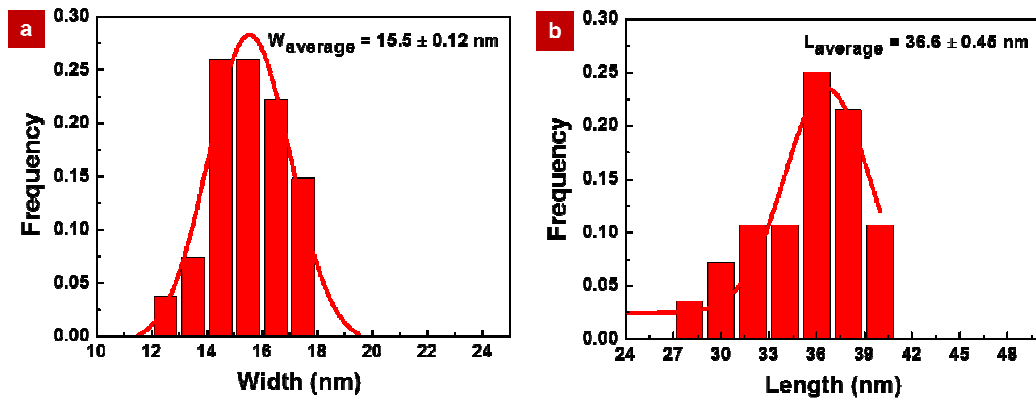 a
W average = 15.5 ± 0.12 nm
Frequency
0.30
0.25
0.20
0.15
0.10
0.05
0.00
10 12 14 16 18 20 22 24
Width (nm)
b
L average = 36.6 ± 0.45 nm
Frequency
0.30
0.25
0.20
0.15
0.10
0.05
0.00
24 27 30 33 36 39 42 45 48
Length (nm)